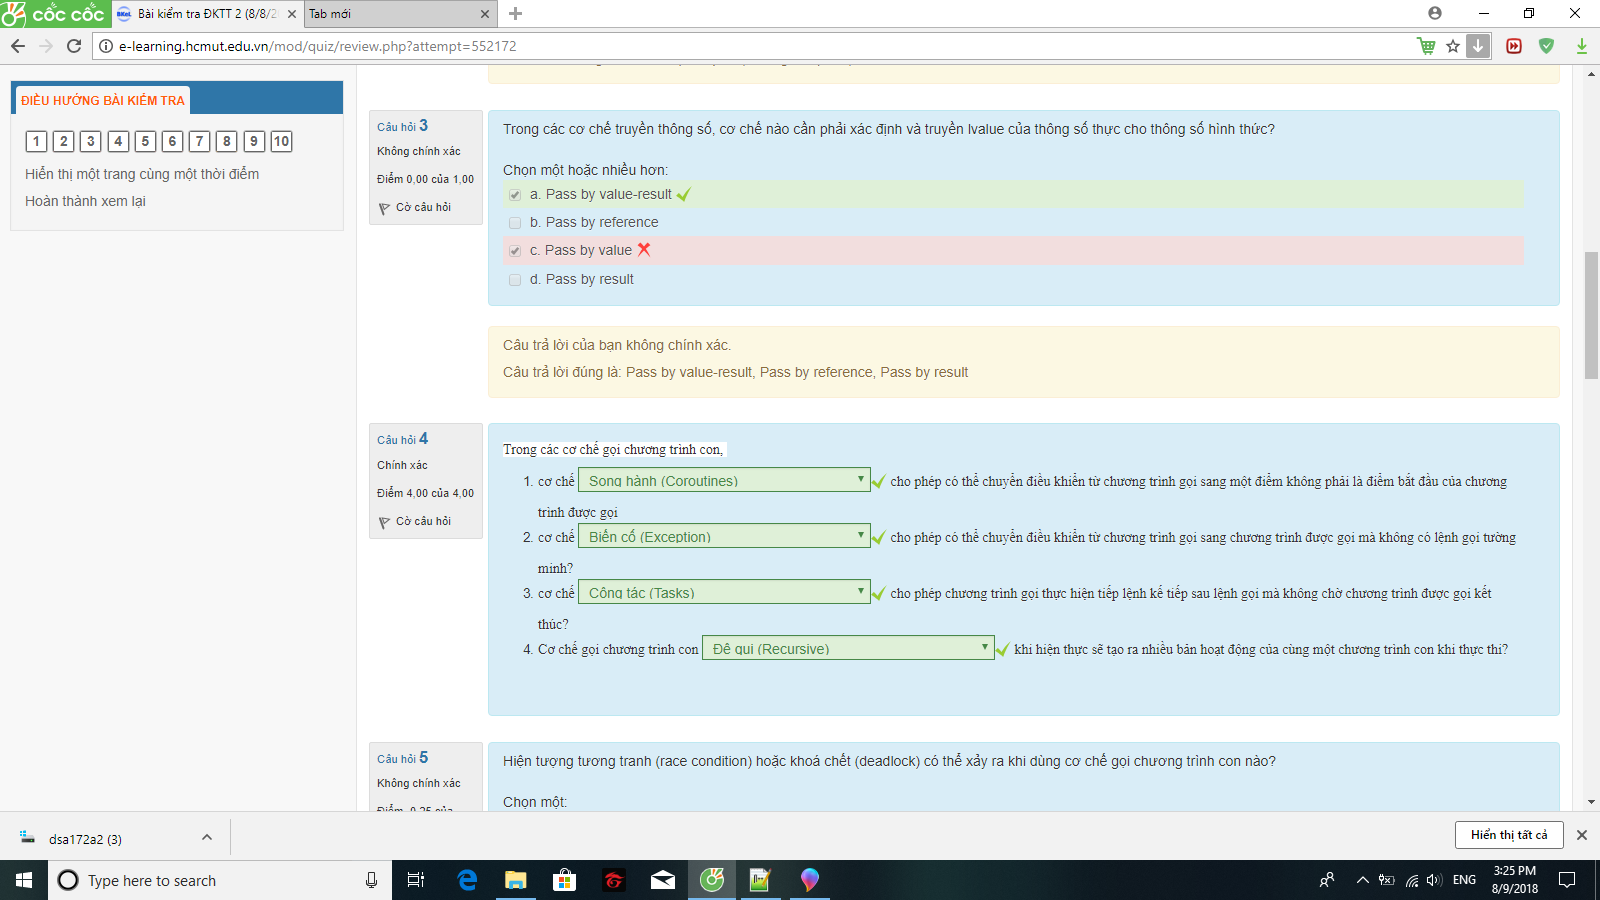 cốc cốc
Bài kiểm tra ĐKTT 2 (8/8/2
Tab mới
e-learning.hcmut.edu.vn/mod/quiz/review.php?attempt=552172
ĐIỀU HƯỚNG BÀI KIỂM TRA
1 2 3 4 5 6 7 8 9 10
Hiển thị một trang cùng một thời điểm
Hoàn thành xem lại
Câu hỏi 3
Không chính xác
Điểm 0,00 của 1,00
Cờ câu hỏi
Trong các cơ chế truyền thông số, cơ chế nào cần phải xác định và truyền lvalue của thông số thực cho thông số hình thức?
Chọn một hoặc nhiều hơn:
a. Pass by value-result
b. Pass by reference
c. Pass by value
d. Pass by result
Câu trả lời của bạn không chính xác.
Câu trả lời đúng là: Pass by value-result, Pass by reference, Pass by result
Câu hỏi 4
Chính xác
Điểm 4,00 của 4,00
Cờ câu hỏi
Trong các cơ chế gọi chương trình con,
1. cơ chế Song hành (Coroutines) cho phép có thể chuyển điều khiển từ chương trình gọi sang một điểm không phải là điểm bắt đầu của chương
trình được gọi
2. cơ chế Biến cố (Exception) cho phép có thể chuyển điều khiển từ chương trình gọi sang chương trình được gọi mà không có lệnh gọi tường
minh?
3. cơ chế Công tác (Tasks) cho phép chương trình gọi thực hiện tiếp lệnh kế tiếp sau lệnh gọi mà không chờ chương trình được gọi kết
thúc?
4. Cơ chế gọi chương trình con Đệ qui (Recursive) khi hiện thực sẽ tạo ra nhiều bản hoạt động của cùng một chương trình con khi thực thi?
Câu hỏi 5
Không chính xác
Điểm -0,25 của
Hiện tượng tương tranh (race condition) hoặc khoá chết (deadlock) có thể xảy ra khi dùng cơ chế gọi chương trình con nào?
Chọn một:
dsa172a2 (3)
Hiển thị tất cả
Type here to search
ENG
3:25 PM
8/9/2018